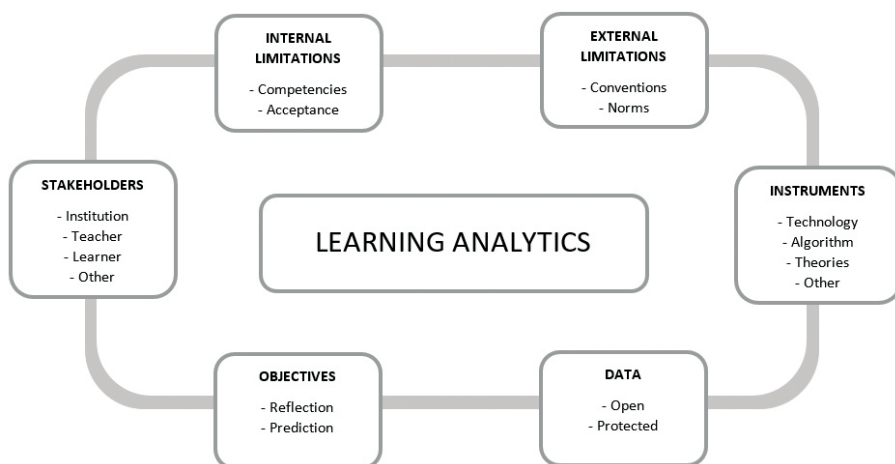 INTERNAL
LIMITATIONS
- Competencies
- Acceptance
EXTERNAL
LIMITATIONS
- Conventions
- Norms
STAKEHOLDERS
- Institution
- Teacher
- Learner
- Other
LEARNING ANALYTICS
INSTRUMENTS
- Technology
- Algorithm
- Theories
- Other
OBJECTIVES
- Reflection
- Prediction
DATA
- Open
- Protected